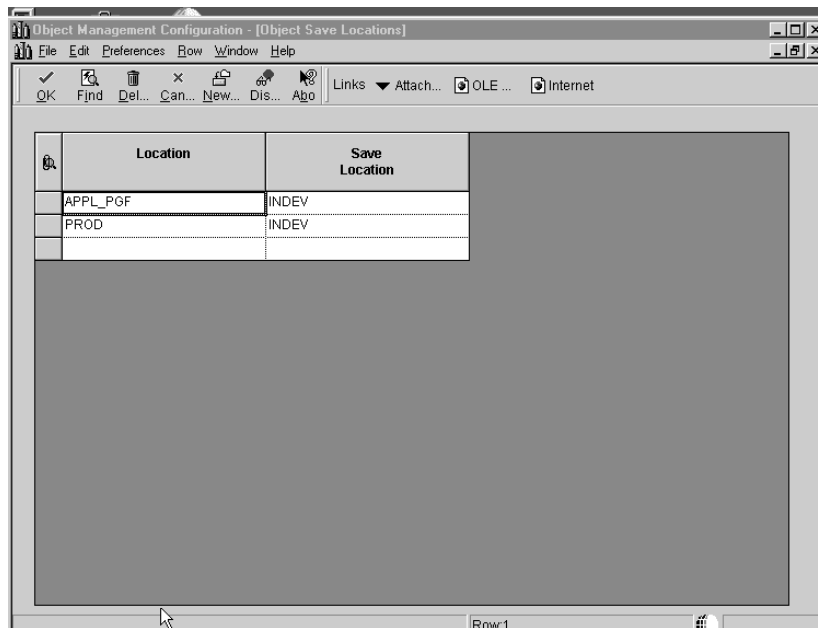 Object Management Configuration - [Object Save Locations]
File Edit Preferences Row Window Help
OK Find Del... Can... New... Dis... Abo Links Attach... OLE ... Internet
Location Save Location
APPL_PGF INDEV
PROD INDEV
Row:1